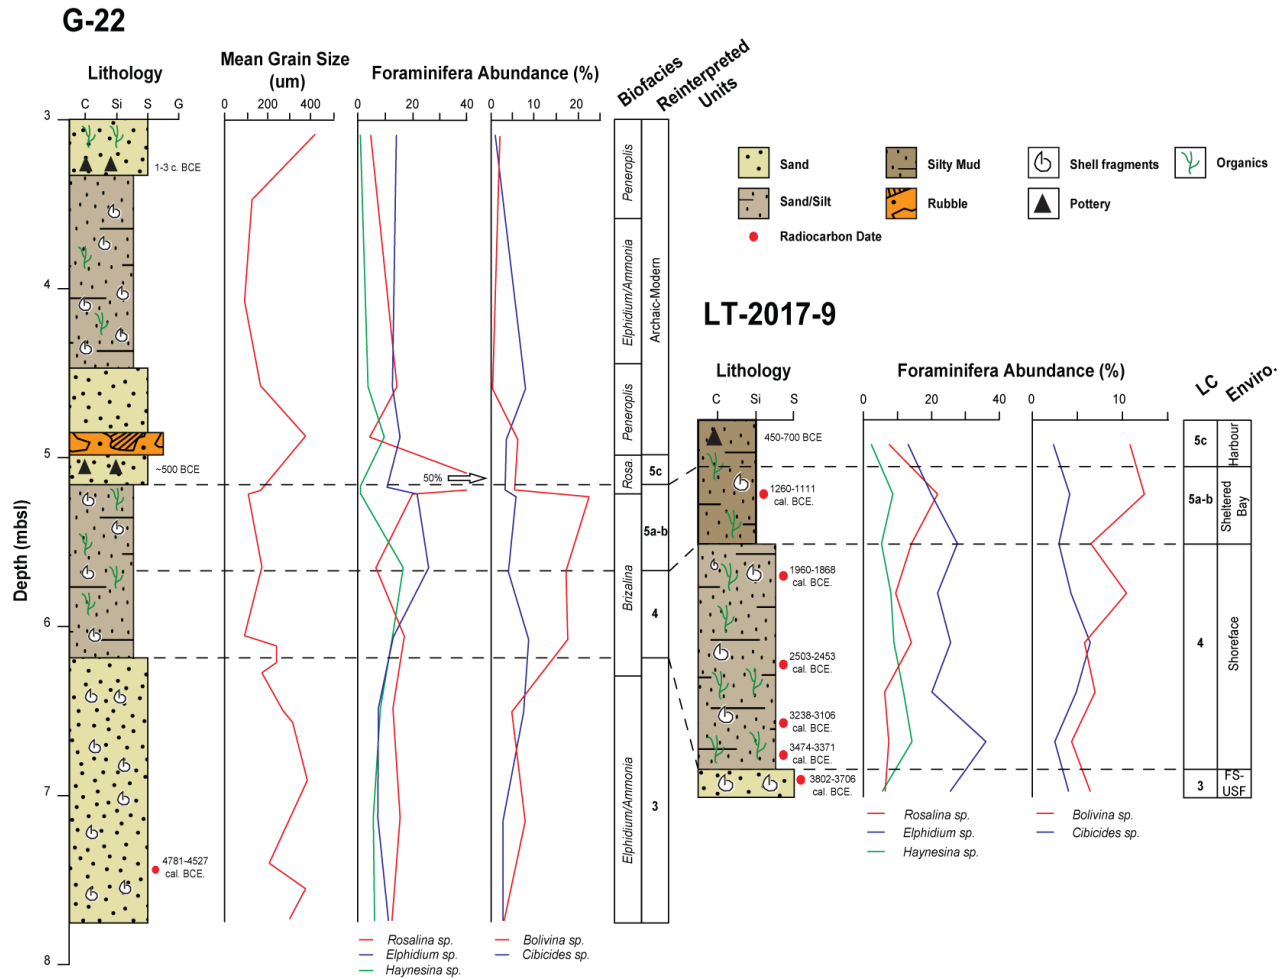 G-22
Lithology
C Si S G
Mean Grain Size
(um)
0 200 400
Foraminifera Abundance (%)
0 20 40
0 10 20
Biofacies
Reinterpreted
Units
Depth (mbsl)
3
4
5
6
7
8
1-3 c. BCE
~500 BCE
4781-4527
cal. BCE.
50%
Peneroplis
Elphidium/Ammonia
Peneroplis
Rosa.
Brizalina
Elphidium/Ammonia
Archaic-Modern
5c
5a-b
4
3
Rosalina sp.
Elphidium sp.
Haynesina sp.
Bolivina sp.
Cibicides sp.
Sand
Silty Mud
Shell fragments
Organics
Sand/Silt
Rubble
Pottery
Radiocarbon Date
LT-2017-9
Lithology
C Si S
Foraminifera Abundance (%)
0 20 40
0 10
LC
Enviro.
450-700 BCE
1260-1111
cal. BCE.
1960-1868
cal. BCE.
2503-2453
cal. BCE.
3238-3106
cal. BCE.
3474-3371
cal. BCE.
3802-3706
cal. BCE.
5c
Harbour
5a-b
Sheltered
Bay
4
Shoreface
3
FS-
USF
Rosalina sp.
Elphidium sp.
Haynesina sp.
Bolivina sp.
Cibicides sp.